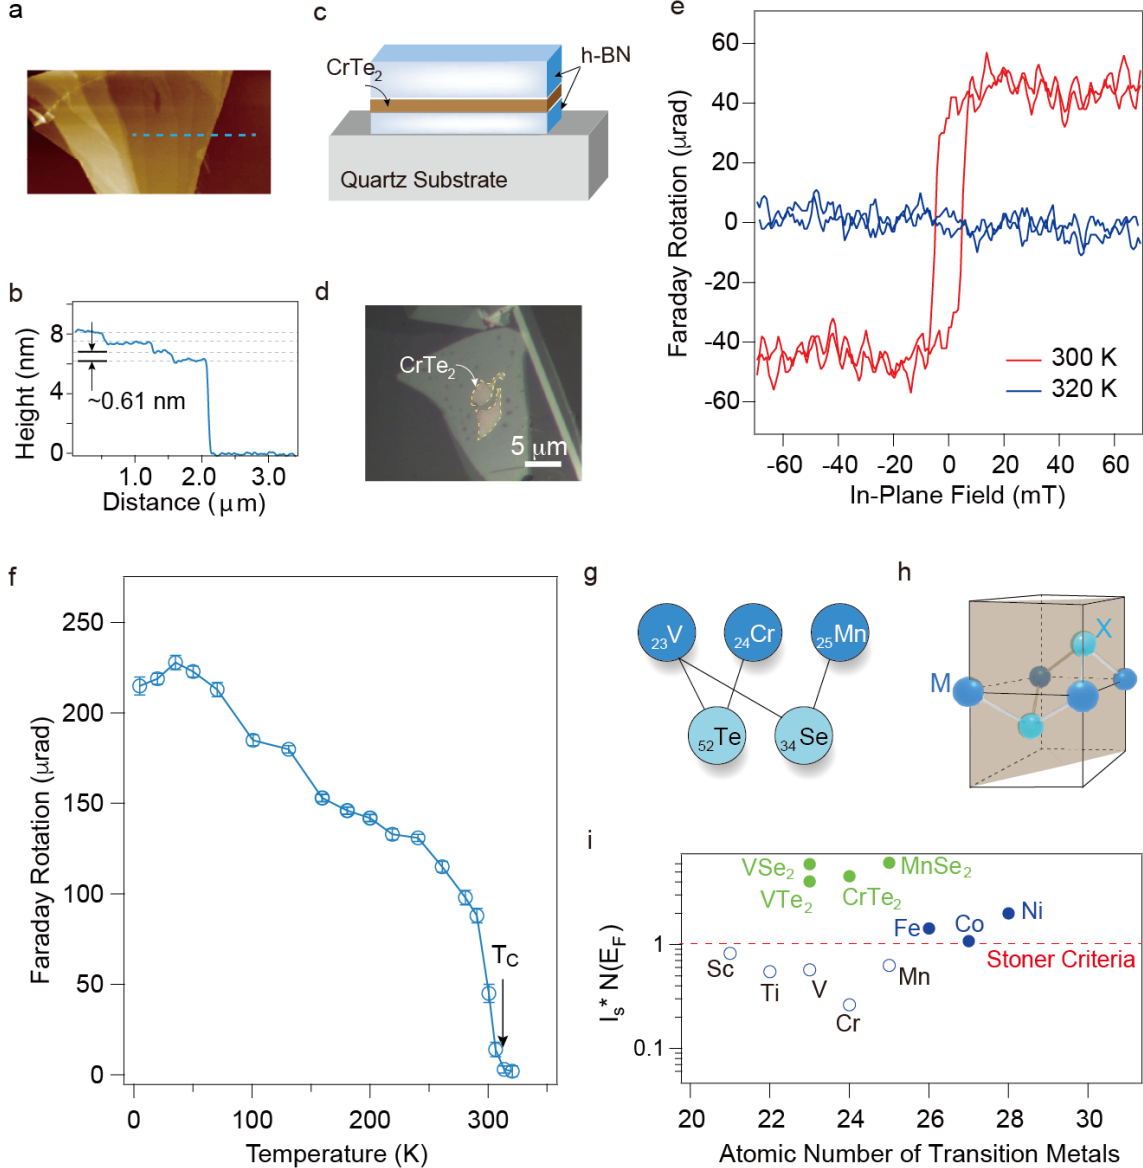 a
c
CrTe2
h-BN
Quartz Substrate
b
Height (nm)
8
4
0
~0.61 nm
1.0
2.0
3.0
Distance (μm)
d
CrTe2
5 μm
e
Faraday Rotation (μrad)
60
40
20
0
-20
-40
-60
300 K
320 K
-60
-40
-20
0
20
40
60
In-Plane Field (mT)
f
Faraday Rotation (μrad)
250
200
150
100
50
0
TC
0
100
200
300
Temperature (K)
g
23V
24Cr
25Mn
52Te
34Se
h
X
M
i
Is* N(EF)
1
0.1
VSe2
MnSe2
VTe2
CrTe2
Fe
Co
Ni
Stoner Criteria
Sc
Ti
V
Mn
Cr
20
22
24
26
28
30
Atomic Number of Transition Metals